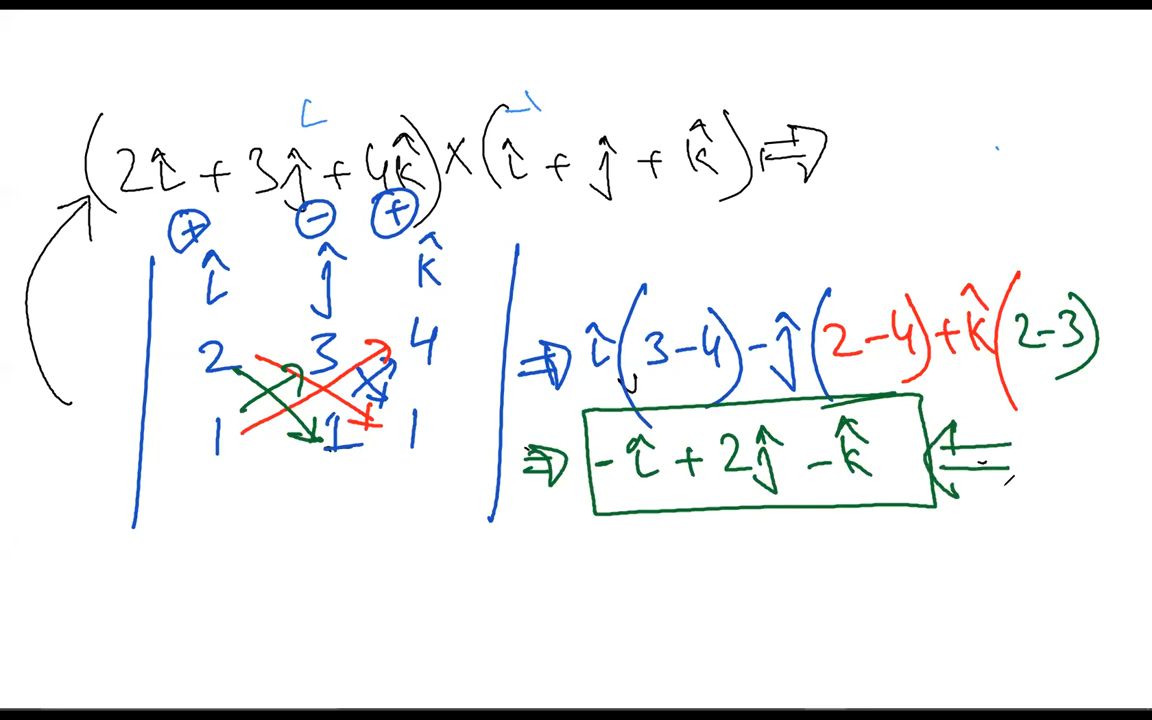 (2î + 3ĵ + 4k̂) × (î + ĵ + k̂) ⇒
+ − +
î ĵ k̂
2 3 4 ⇒ î(3−4) − ĵ(2−4) + k̂(2−3)
1 1 1
⇒ −î + 2ĵ − k̂